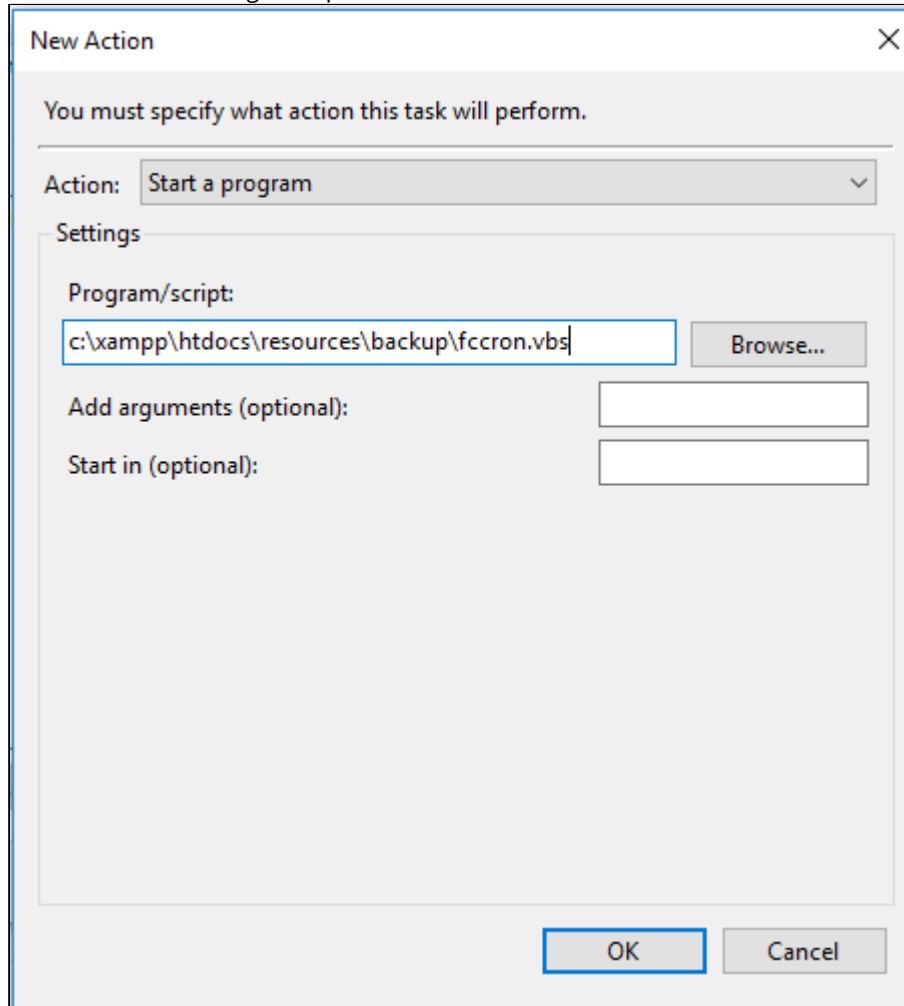 New Action
You must specify what action this task will perform.
Action: Start a program
Settings
Program/script:
c:\xampp\htdocs\resources\backup\fccron.vbs Browse...
Add arguments (optional):
Start in (optional):
OK Cancel